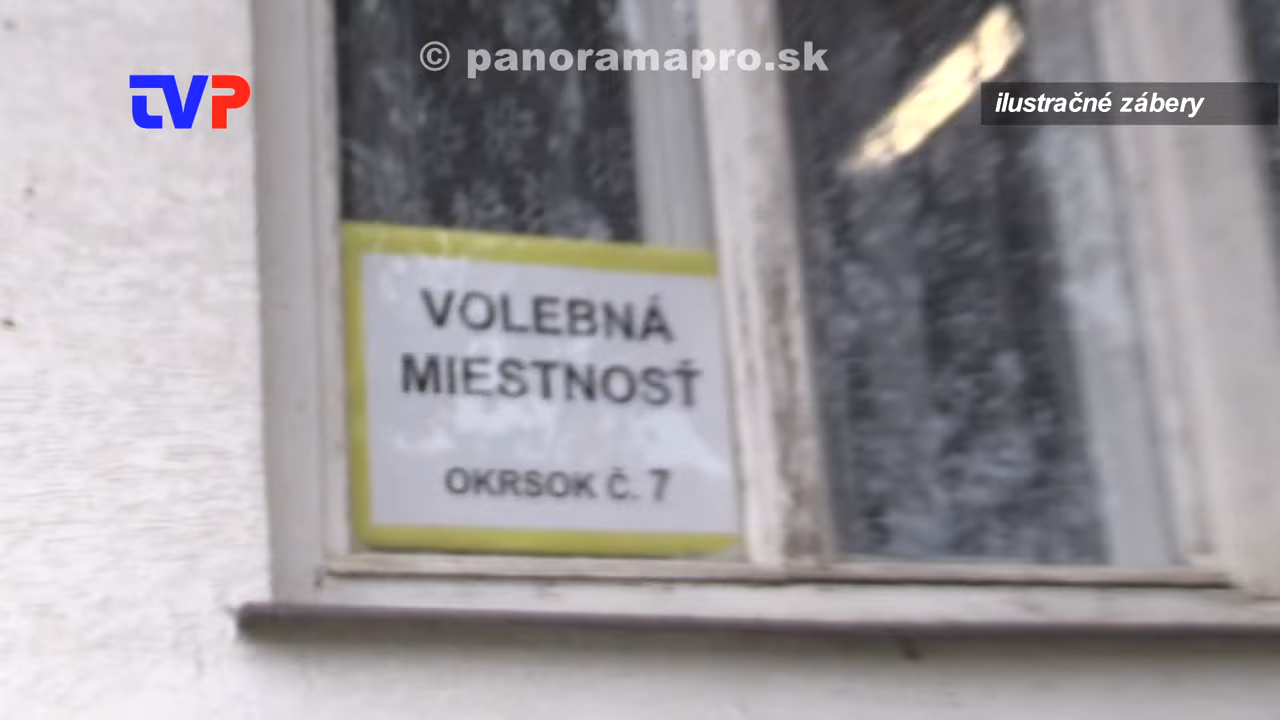 © panoramapro.sk
TVP
ilustračné zábery
VOLEBNÁ
MIESTNOSŤ
OKRSOK Č. 7